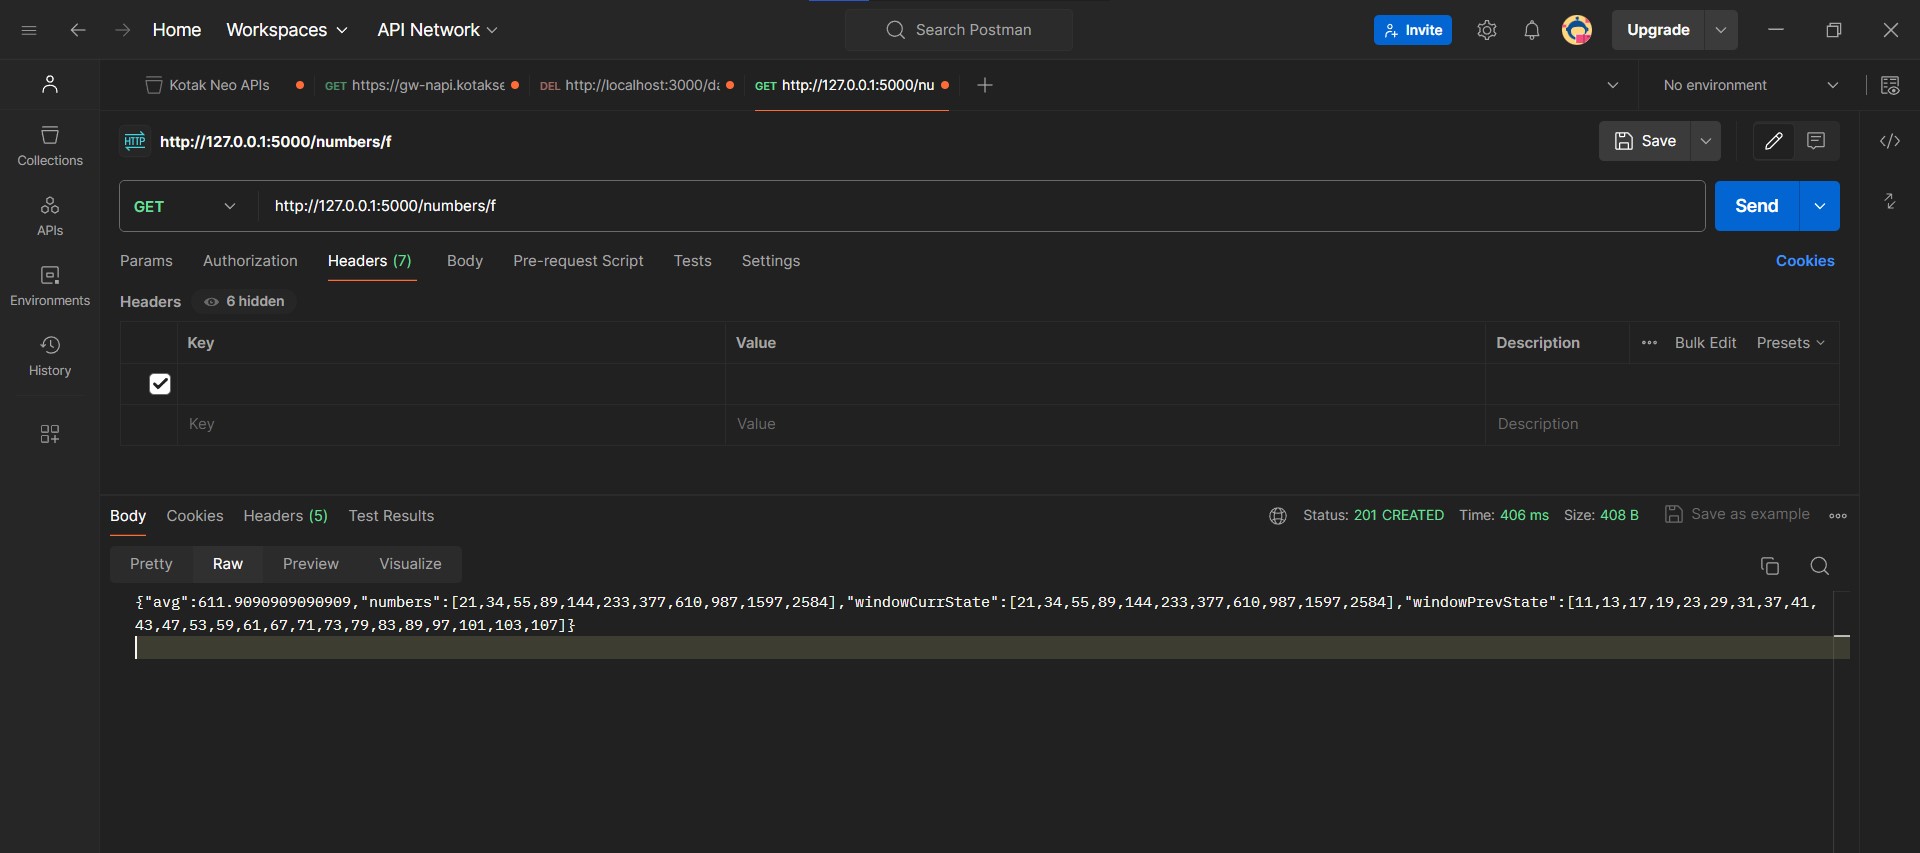 Home Workspaces API Network Search Postman Invite Upgrade
Kotak Neo APIs GET https://gw-napi.kotakse DEL http://localhost:3000/da GET http://127.0.0.1:5000/nu No environment
HTTP http://127.0.0.1:5000/numbers/f Save
Collections
GET http://127.0.0.1:5000/numbers/f Send
APIs
Params Authorization Headers (7) Body Pre-request Script Tests Settings Cookies
Environments
Headers 6 hidden
Key Value Description Bulk Edit Presets
History
Key Value Description
Body Cookies Headers (5) Test Results Status: 201 CREATED Time: 406 ms Size: 408 B Save as example
Pretty Raw Preview Visualize
{"avg":611.9090909090909,"numbers":[21,34,55,89,144,233,377,610,987,1597,2584],"windowCurrState":[21,34,55,89,144,233,377,610,987,1597,2584],"windowPrevState":[11,13,17,19,23,29,31,37,41,
43,47,53,59,61,67,71,73,79,83,89,97,101,103,107]}